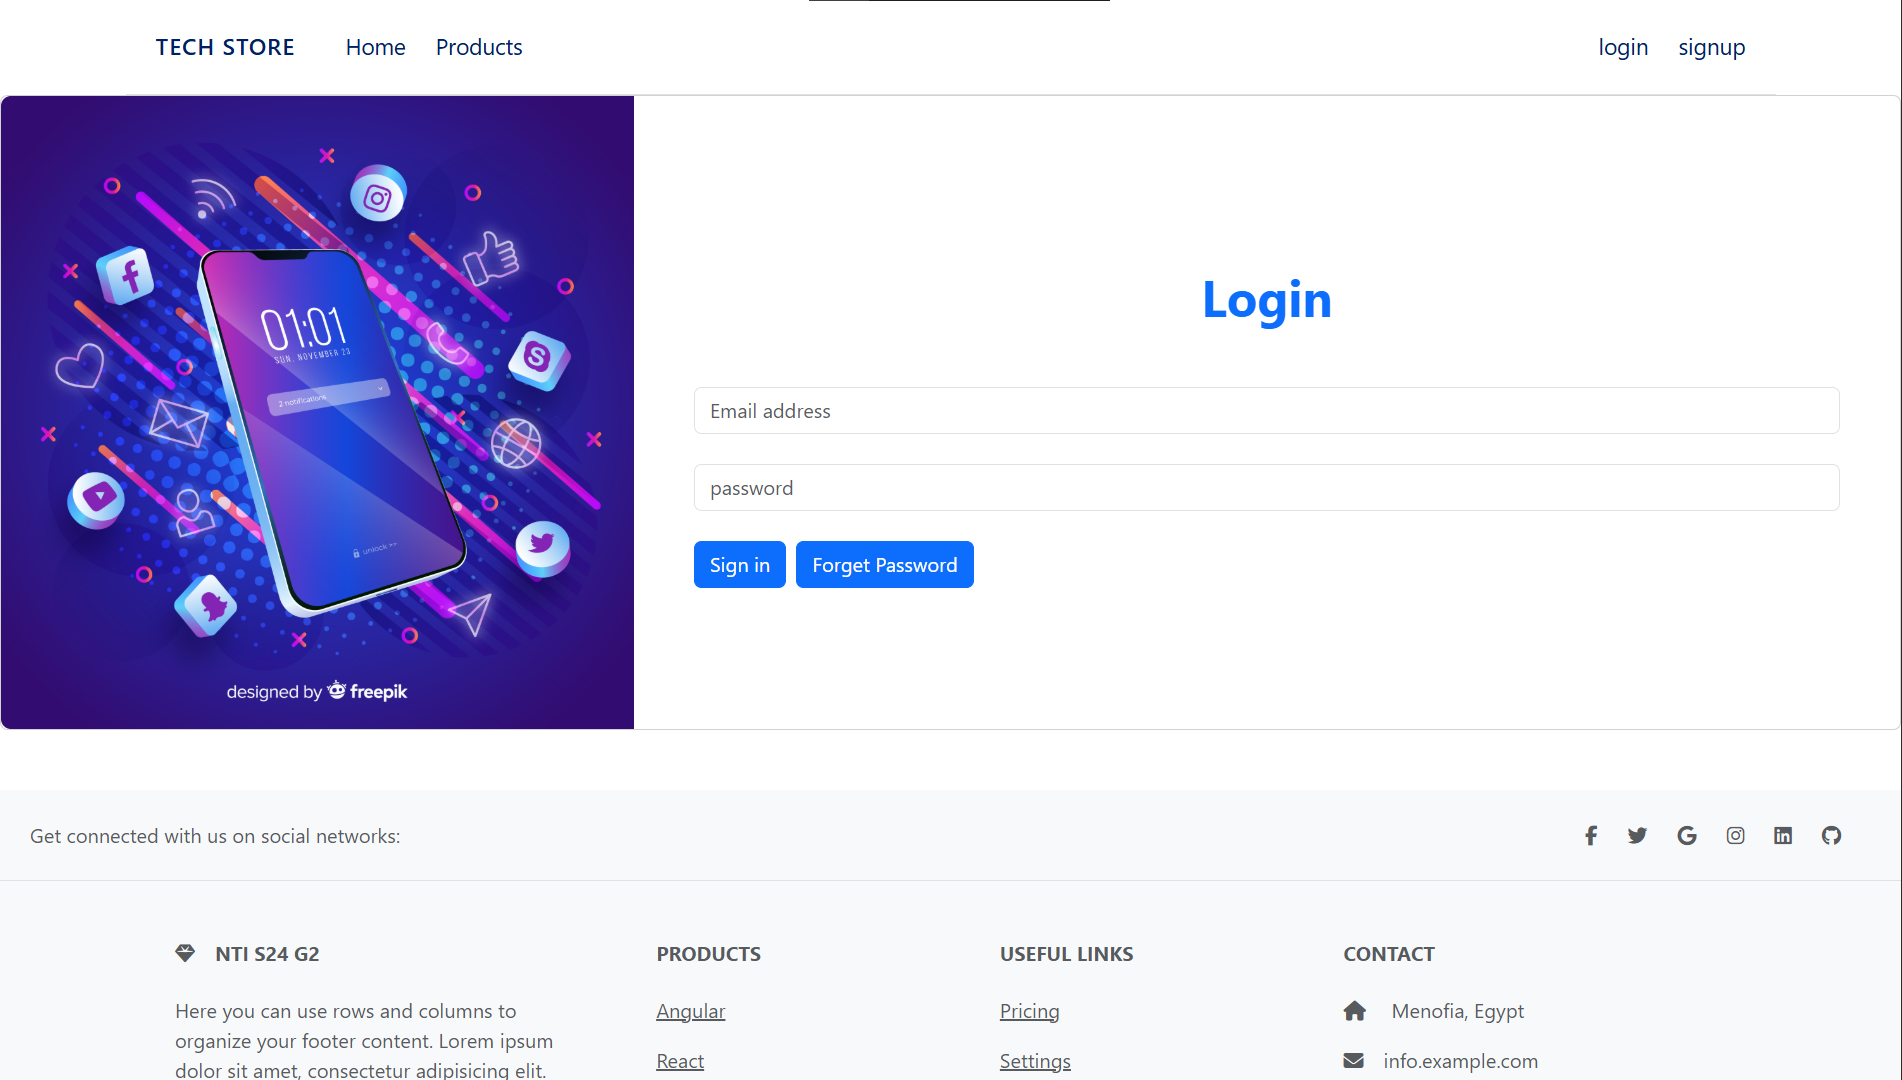 TECH STORE Home Products login signup
01:01
SUN. NOVEMBER 23
2 notifications
unlock >>
designed by freepik
Login
Email address
password
Sign in Forget Password
Get connected with us on social networks:
NTI S24 G2
Here you can use rows and columns to
organize your footer content. Lorem ipsum
dolor sit amet, consectetur adipisicing elit.
PRODUCTS
Angular
React
USEFUL LINKS
Pricing
Settings
CONTACT
Menofia, Egypt
info.example.com